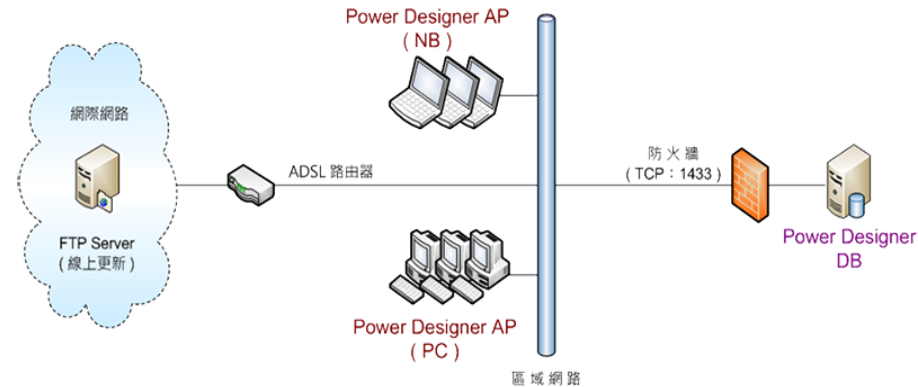 Power Designer AP
( NB )
網際網路
FTP Server
( 線上更新 )
ADSL 路由器
防火牆
( TCP：1433 )
Power Designer
DB
Power Designer AP
( PC )
區域網路